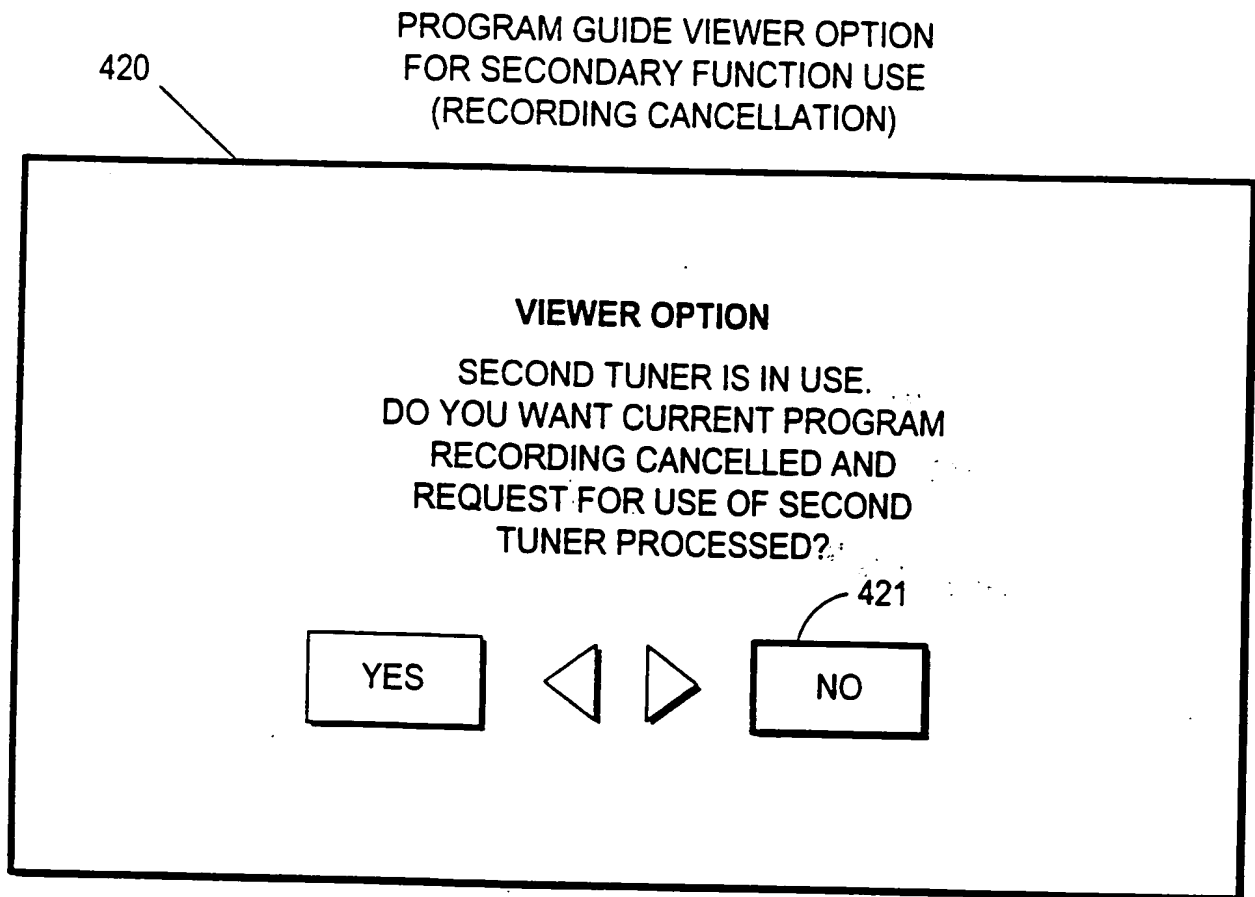 PROGRAM GUIDE VIEWER OPTION
FOR SECONDARY FUNCTION USE
(RECORDING CANCELLATION)
420
VIEWER OPTION
SECOND TUNER IS IN USE.
DO YOU WANT CURRENT PROGRAM
RECORDING CANCELLED AND
REQUEST FOR USE OF SECOND
TUNER PROCESSED?
421
YES
NO